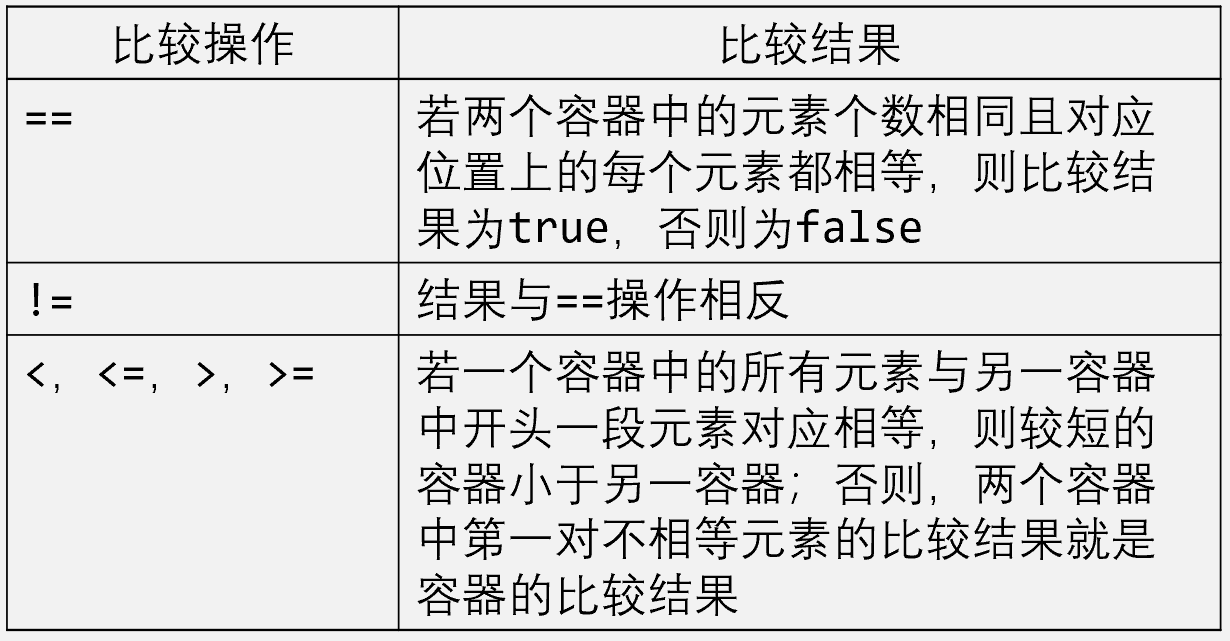 比较操作 比较结果
== 若两个容器中的元素个数相同且对应
位置上的每个元素都相等，则比较结
果为true，否则为false
!= 结果与==操作相反
<, <=, >, >= 若一个容器中的所有元素与另一容器
中开头一段元素对应相等，则较短的
容器小于另一容器；否则，两个容器
中第一对不相等元素的比较结果就是
容器的比较结果